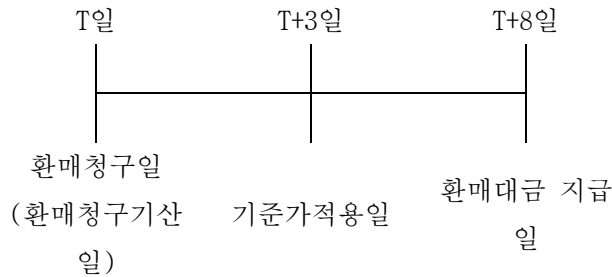 T일 T+3일 T+8일
환매청구일
(환매청구기산
일)
기준가적용일
환매대금 지급
일